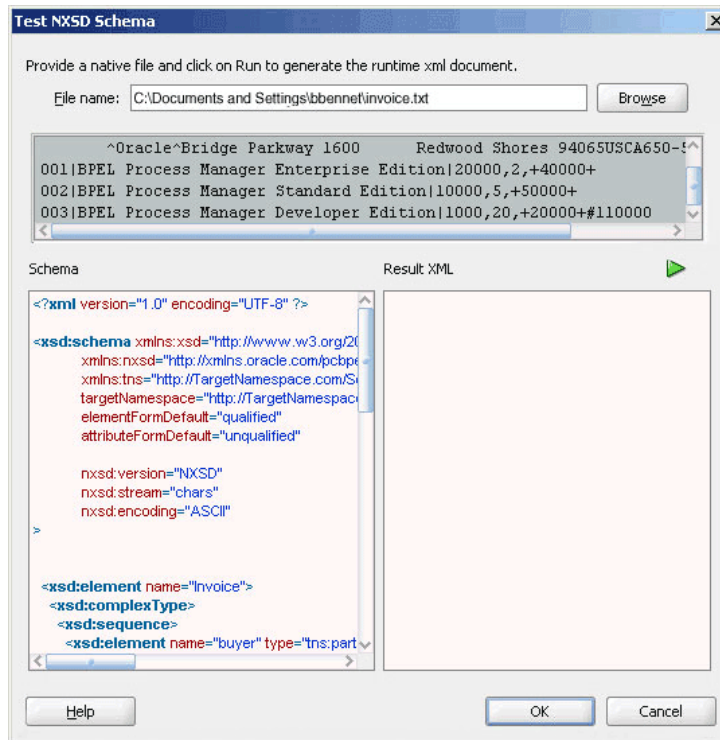 Test NXSD Schema
Provide a native file and click on Run to generate the runtime xml document.
File name: C:\Documents and Settings\bbennet\invoice.txt Browse
^Oracle^Bridge Parkway 1600 Redwood Shores 94065USCA650-5
001|BPEL Process Manager Enterprise Edition|20000,2,+40000+
002|BPEL Process Manager Standard Edition|10000,5,+50000+
003|BPEL Process Manager Developer Edition|1000,20,+20000+#110000
Schema
Result XML
<?xml version="1.0" encoding="UTF-8" ?>
<xsd:schema xmlns:xsd="http://www.w3.org/20
xmlns:nxsd="http://xmlns.oracle.com/pcbpe
xmlns:tns="http://TargetNamespace.com/Se
targetNamespace="http://TargetNamespac
elementFormDefault="qualified"
attributeFormDefault="unqualified"
nxsd:version="NXSD"
nxsd:stream="chars"
nxsd:encoding="ASCII"
>
<xsd:element name="Invoice">
<xsd:complexType>
<xsd:sequence>
<xsd:element name="buyer" type="tns:part
Help OK Cancel